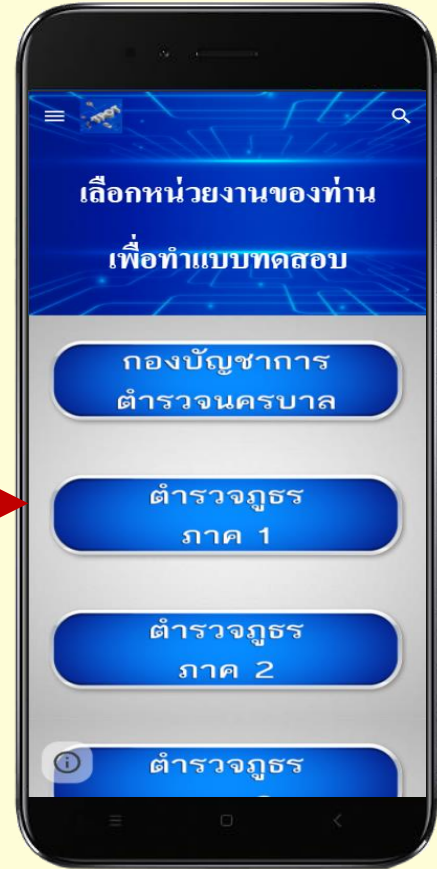 เลือกหน่วยงานของท่าน
เพื่อทำแบบทดสอบ
กองบัญชาการ
ตำรวจนครบาล
ตำรวจภูธร
ภาค 1
ตำรวจภูธร
ภาค 2
ตำรวจภูธร